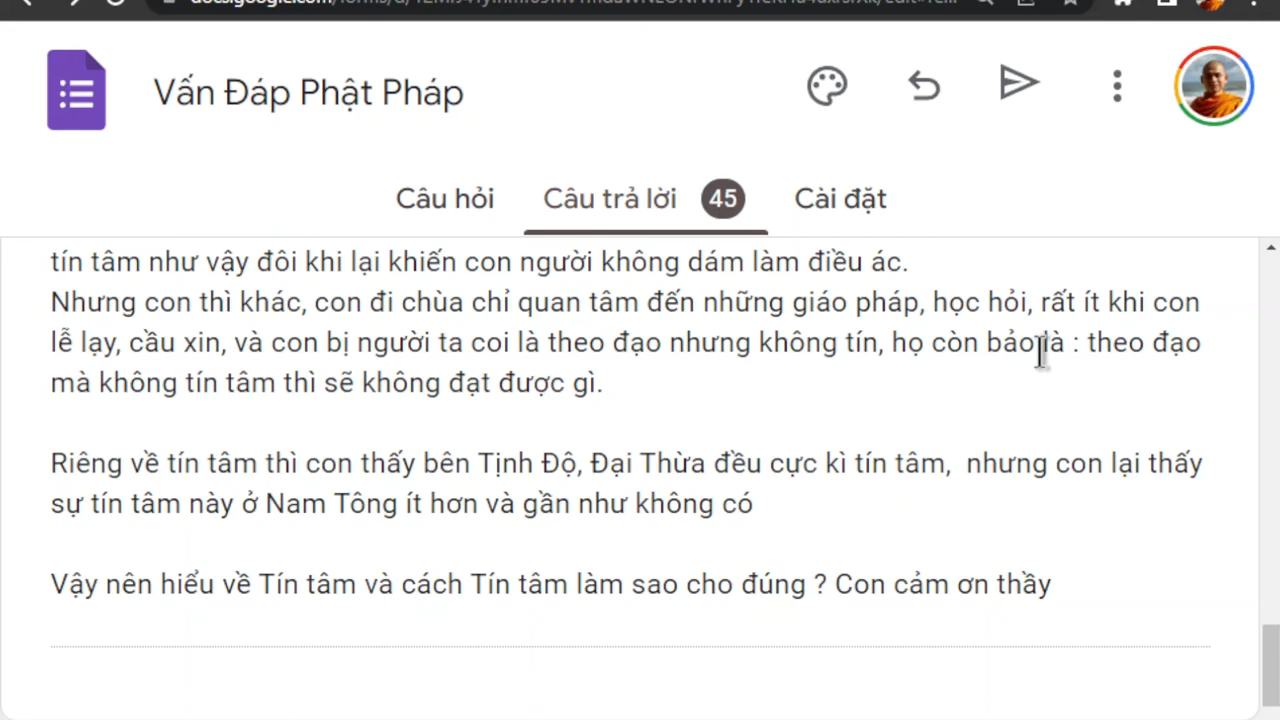 Vấn Đáp Phật Pháp
Câu hỏi
Câu trả lời 45
Cài đặt
tín tâm như vậy đôi khi lại khiến con người không dám làm điều ác.
Nhưng con thì khác, con đi chùa chỉ quan tâm đến những giáo pháp, học hỏi, rất ít khi con
lễ lạy, cầu xin, và con bị người ta coi là theo đạo nhưng không tín, họ còn bảo là : theo đạo
mà không tín tâm thì sẽ không đạt được gì.
Riêng về tín tâm thì con thấy bên Tịnh Độ, Đại Thừa đều cực kì tín tâm,  nhưng con lại thấy
sự tín tâm này ở Nam Tông ít hơn và gần như không có
Vậy nên hiểu về Tín tâm và cách Tín tâm làm sao cho đúng ? Con cảm ơn thầy